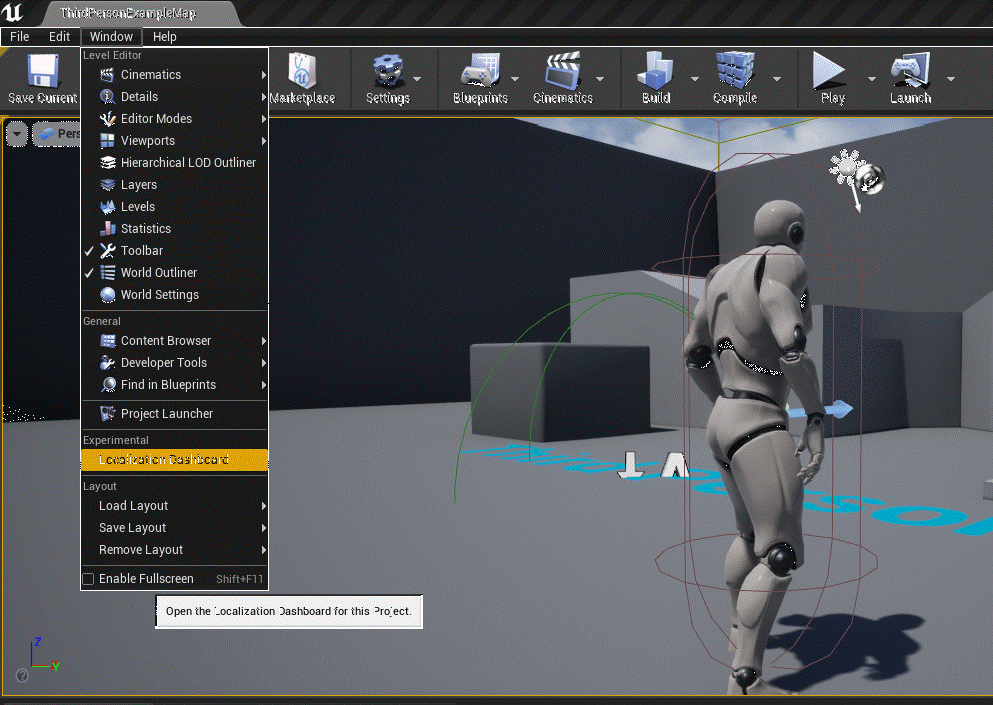 ThirdPersonExampleMap
File Edit Window Help
Save Current Marketplace Settings Blueprints Cinematics Build Compile Play Launch
Pers
Level Editor
Cinematics
Details
Editor Modes
Viewports
Hierarchical LOD Outliner
Layers
Levels
Statistics
Toolbar
World Outliner
World Settings
General
Content Browser
Developer Tools
Find in Blueprints
Project Launcher
Experimental
Localization Dashboard
Layout
Load Layout
Save Layout
Remove Layout
Enable Fullscreen Shift+F11
Open the Localization Dashboard for this Project.
Z
Y